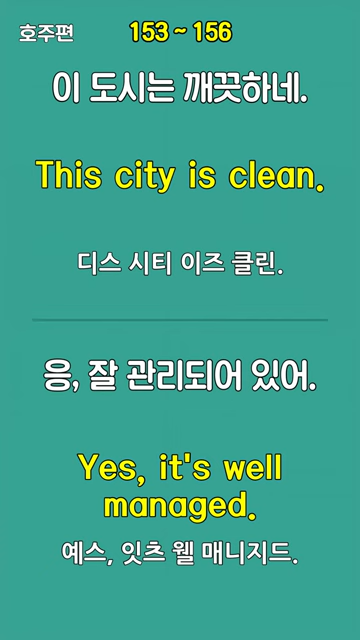 호주편
153 ~ 156
이 도시는 깨끗하네.
This city is clean.
디스 시티 이즈 클린.
응, 잘 관리되어 있어.
Yes, it's well
managed.
예스, 잇츠 웰 매니지드.